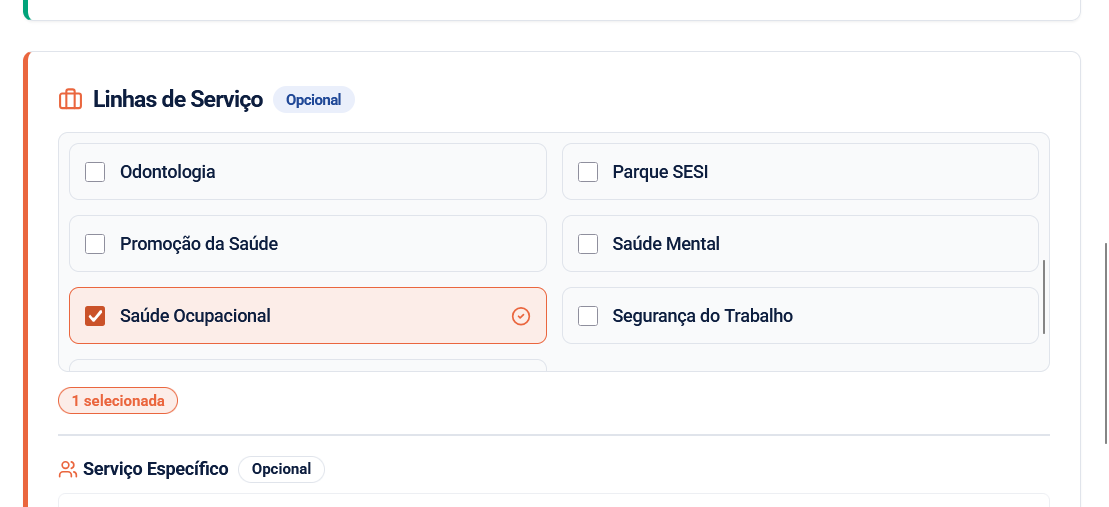 Linhas de Serviço Opcional
Odontologia Parque SESI
Promoção da Saúde Saúde Mental
Saúde Ocupacional Segurança do Trabalho
1 selecionada
Serviço Específico Opcional